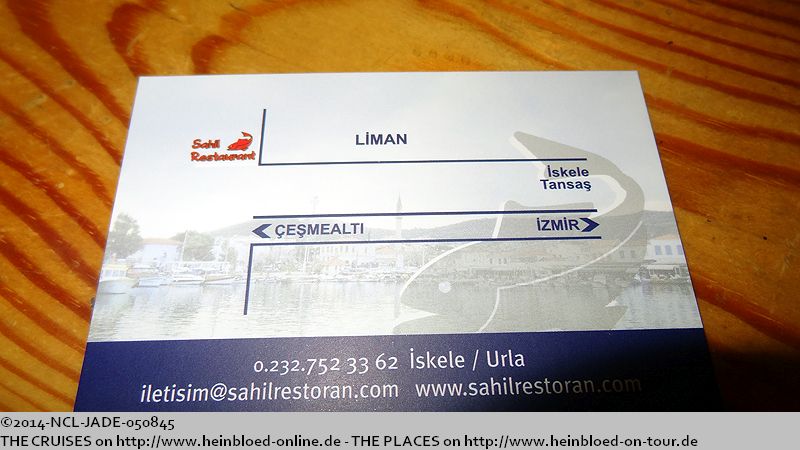 Sahil
Restaurant
LİMAN
İskele
Tansaş
ÇEŞMEALTI
İZMİR
0.232.752 33 62 İskele / Urla
iletisim@sahilrestoran.com www.sahilrestoran.com
©2014-NCL-JADE-050845
THE CRUISES on http://www.heinbloed-online.de - THE PLACES on http://www.heinbloed-on-tour.de